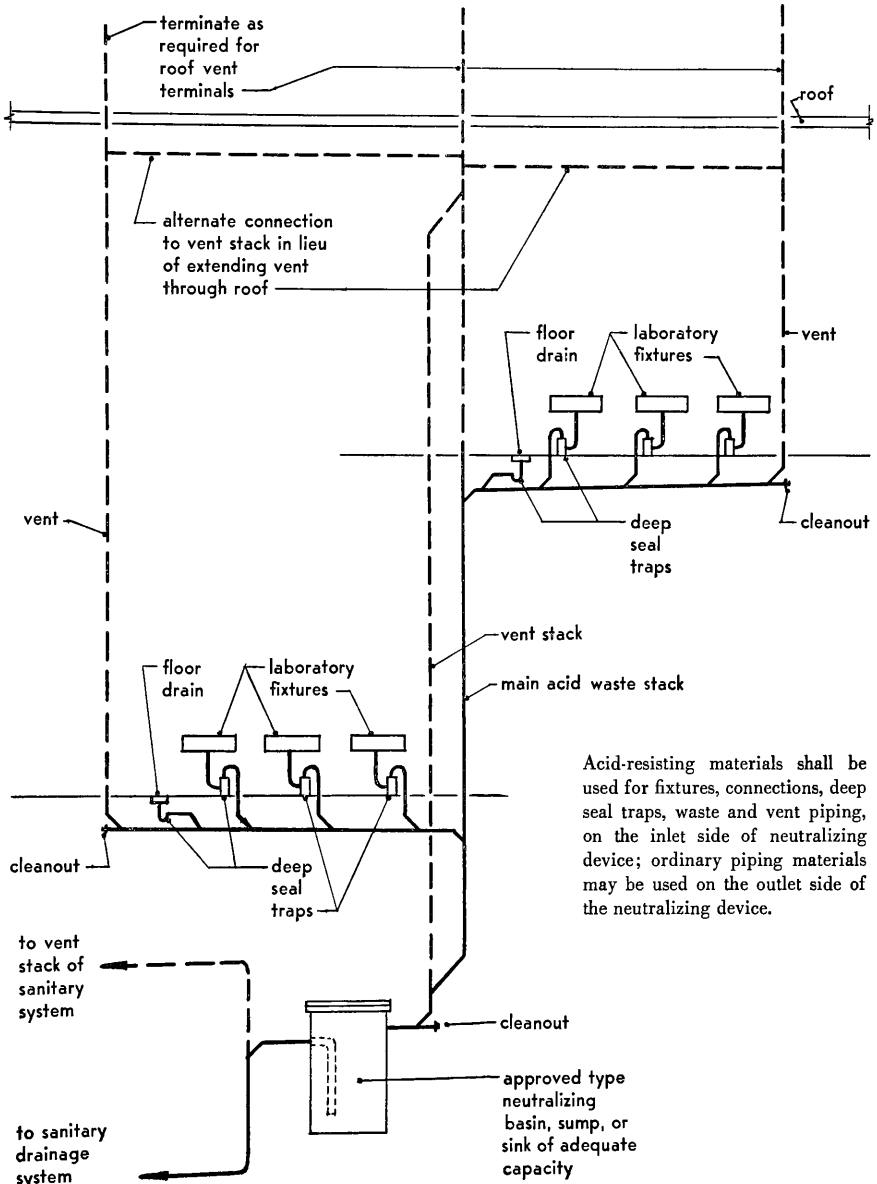 terminate as
required for
roof vent
terminals
roof
alternate connection
to vent stack in lieu
of extending vent
through roof
floor
drain
laboratory
fixtures
vent
vent
deep
seal
traps
cleanout
vent stack
floor
drain
laboratory
fixtures
main acid waste stack
Acid-resisting materials shall be
used for fixtures, connections, deep
seal traps, waste and vent piping,
on the inlet side of neutralizing
device; ordinary piping materials
may be used on the outlet side of
the neutralizing device.
cleanout
deep
seal
traps
to vent
stack of
sanitary
system
cleanout
approved type
neutralizing
basin, sump, or
sink of adequate
capacity
to sanitary
drainage
system